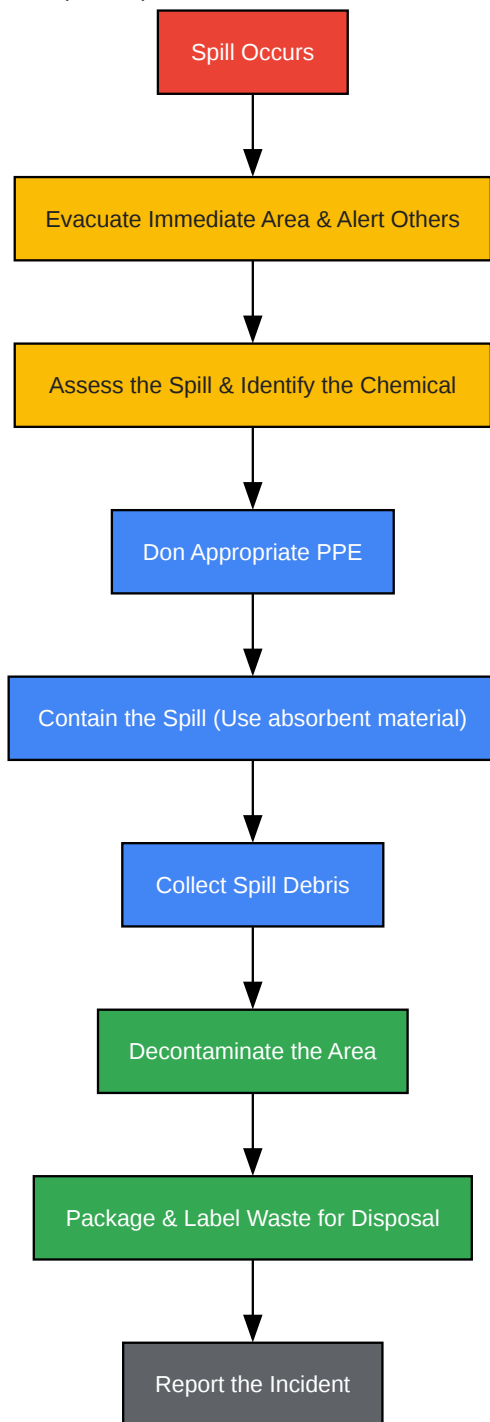 Spill Occurs
Evacuate Immediate Area & Alert Others
Assess the Spill & Identify the Chemical
Don Appropriate PPE
Contain the Spill (Use absorbent material)
Collect Spill Debris
Decontaminate the Area
Package & Label Waste for Disposal
Report the Incident